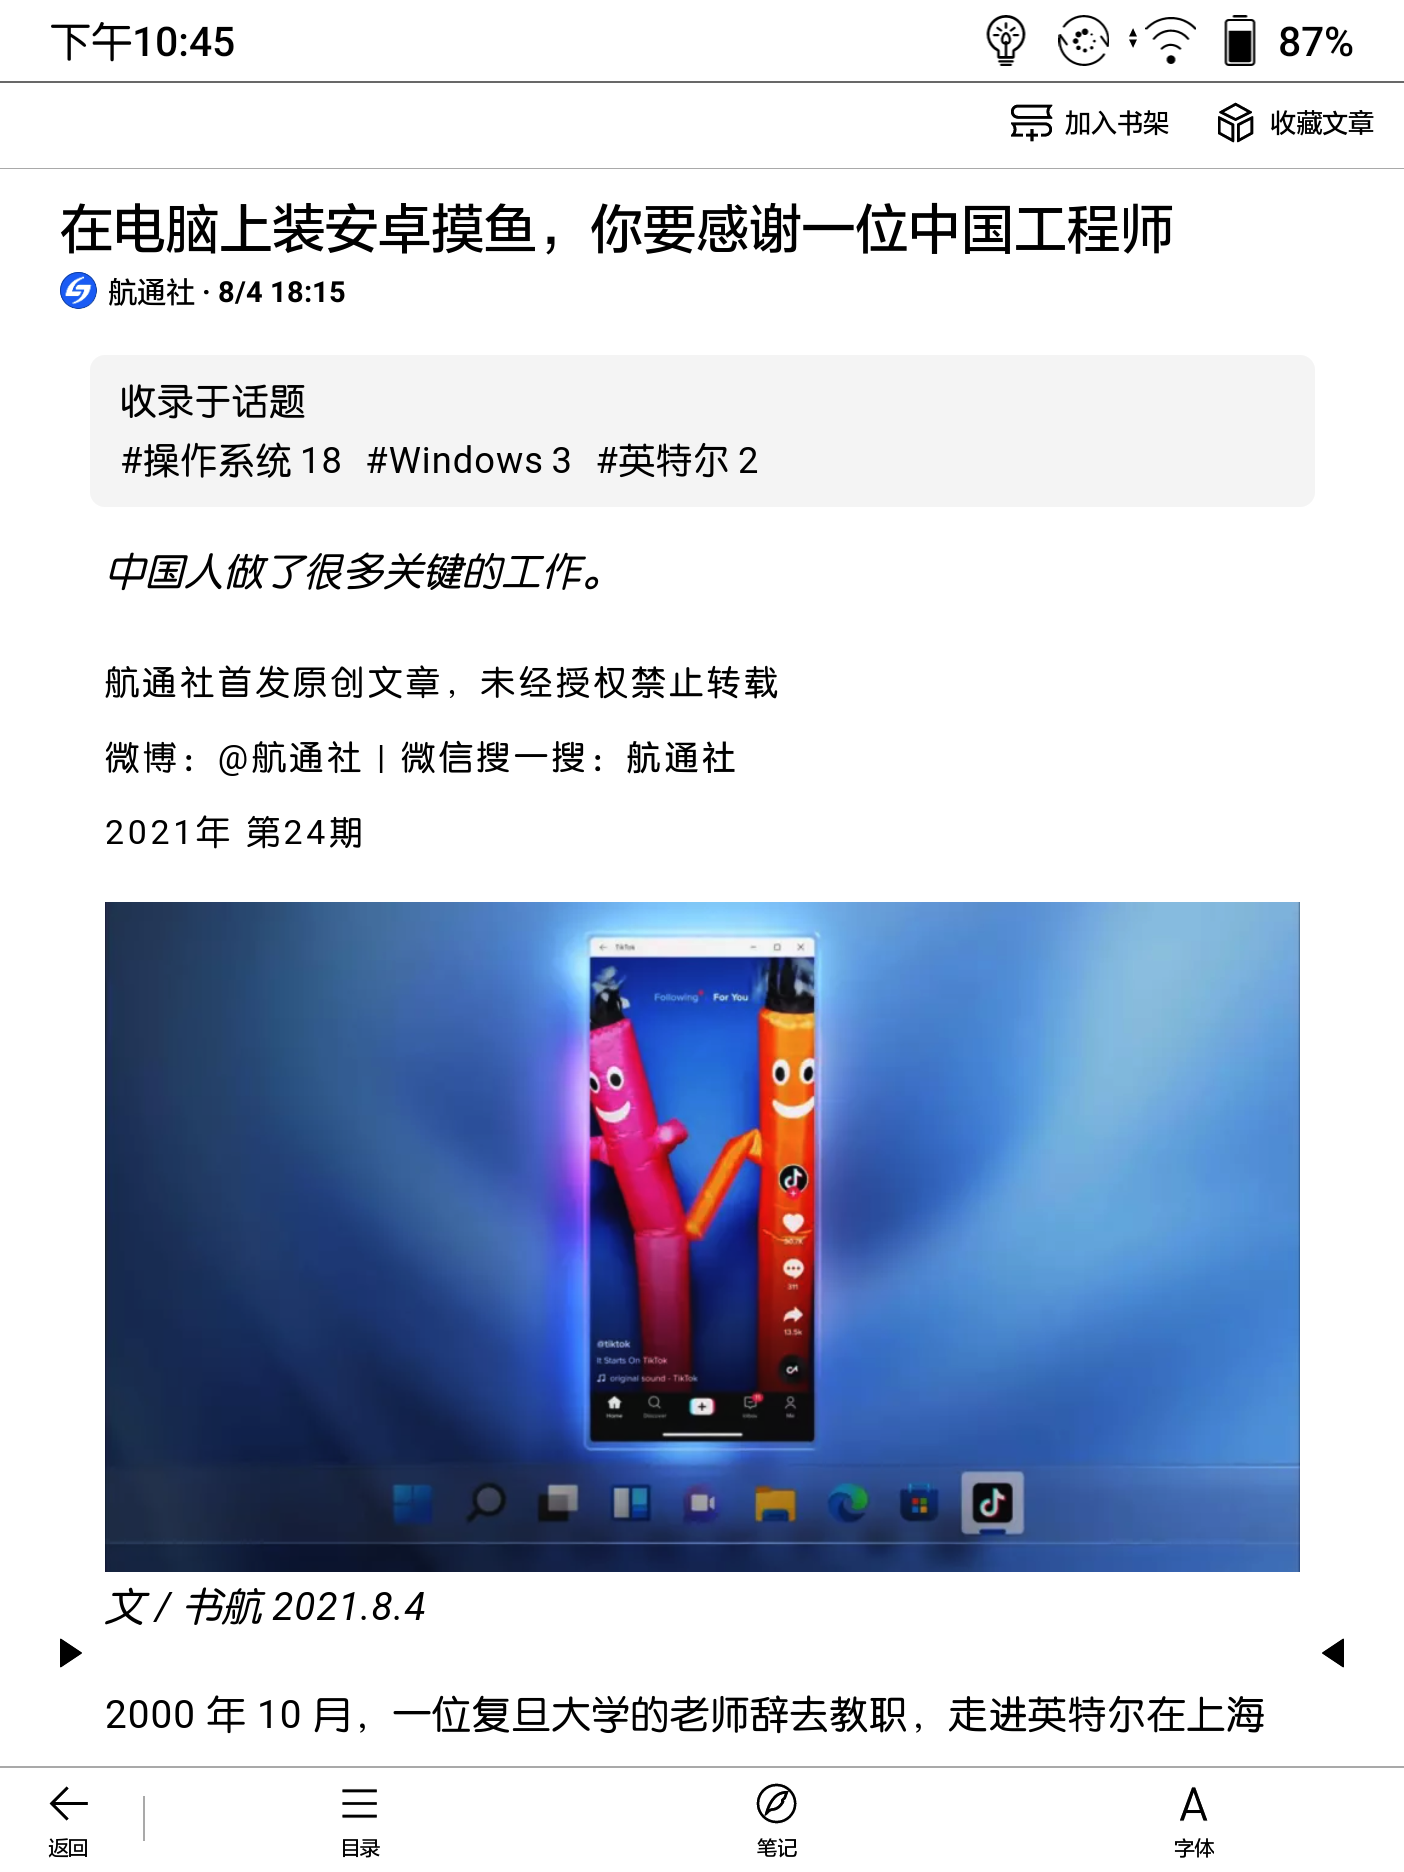 下午10:45
87%
加入书架
收藏文章
在电脑上装安卓摸鱼，你要感谢一位中国工程师
航通社 · 8/4 18:15
收录于话题
#操作系统 18 #Windows 3 #英特尔 2
中国人做了很多关键的工作。
航通社首发原创文章，未经授权禁止转载
微博：@航通社 | 微信搜一搜：航通社
2021年 第24期
TikTok
Following For You
311
13.5k
@tiktok
It Starts On TikTok
original sound - TikTok
Home
Discover
Inbox
Me
文 / 书航 2021.8.4
2000 年 10 月，一位复旦大学的老师辞去教职，走进英特尔在上海
返回
目录
笔记
字体